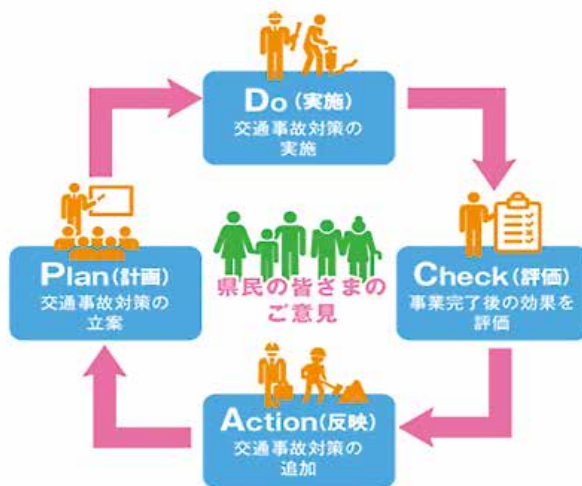 Do(実施)
交通事故対策の
実施
Plan(計画)
交通事故対策の
立案
県民の皆さまの
ご意見
Check(評価)
事業完了後の効果を
評価
Action(反映)
交通事故対策の
追加